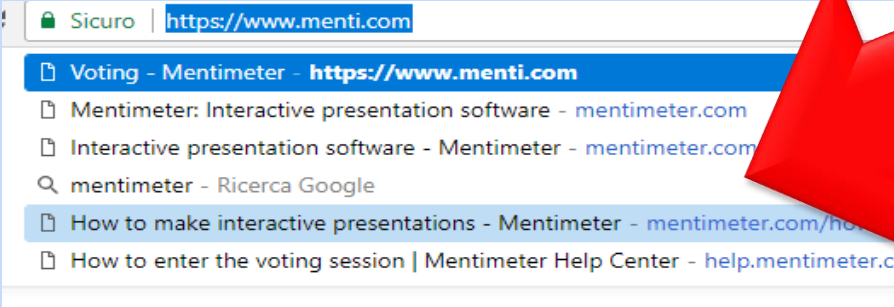 Sicuro | https://www.menti.com
Voting - Mentimeter - https://www.menti.com
Mentimeter: Interactive presentation software - mentimeter.com
Interactive presentation software - Mentimeter - mentimeter.com
mentimeter - Ricerca Google
How to make interactive presentations - Mentimeter - mentimeter.com/ho
How to enter the voting session | Mentimeter Help Center - help.mentimeter.c